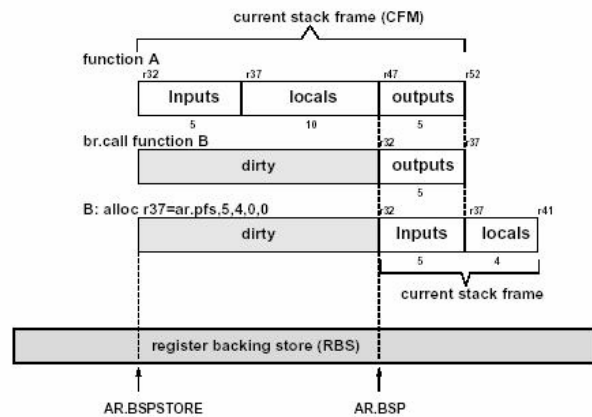 current stack frame (CFM)
function A
r32 r37 r47 r52
Inputs locals outputs
5 10 5
br.call function B
r32 r37
dirty outputs
5
B: alloc r37=ar.pfs,5,4,0,0
r32 r37 r41
dirty Inputs locals
5 4
current stack frame
register backing store (RBS)
AR.BSPSTORE AR.BSP